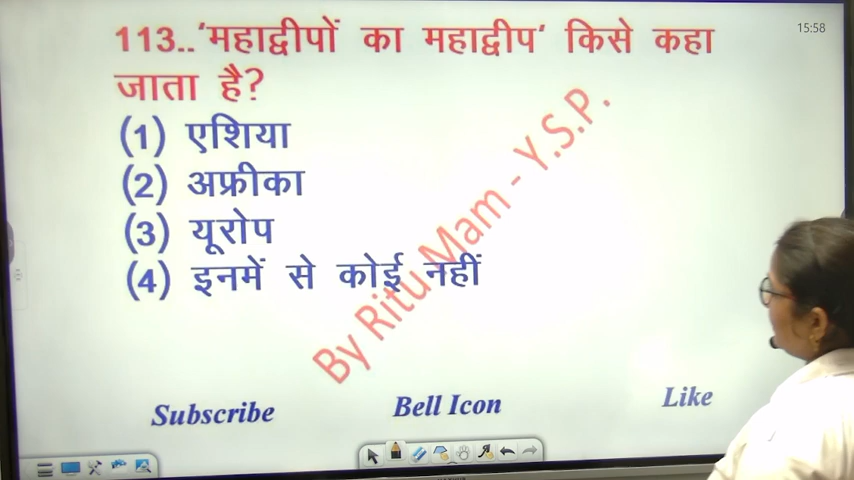 15:58
113..‘महाद्वीपों का महाद्वीप’ किसे कहा
जाता है?
(1) एशिया
(2) अफ्रीका
(3) यूरोप
(4) इनमें से कोई नहीं
By Ritu Mam - Y.S.P.
Subscribe
Bell Icon
Like